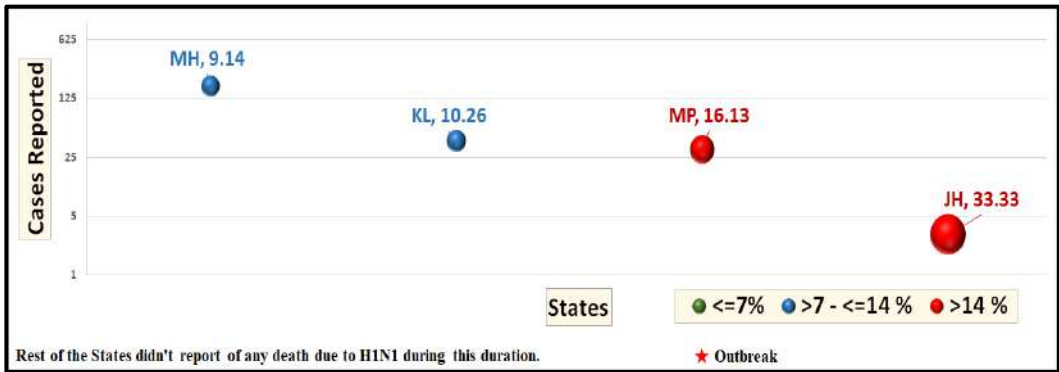 Cases Reported
625
125
25
5
1
MH, 9.14
KL, 10.26
MP, 16.13
JH, 33.33
States
<=7% >7 - <=14 % >14 %
Rest of the States didn't report of any death due to H1N1 during this duration.
Outbreak